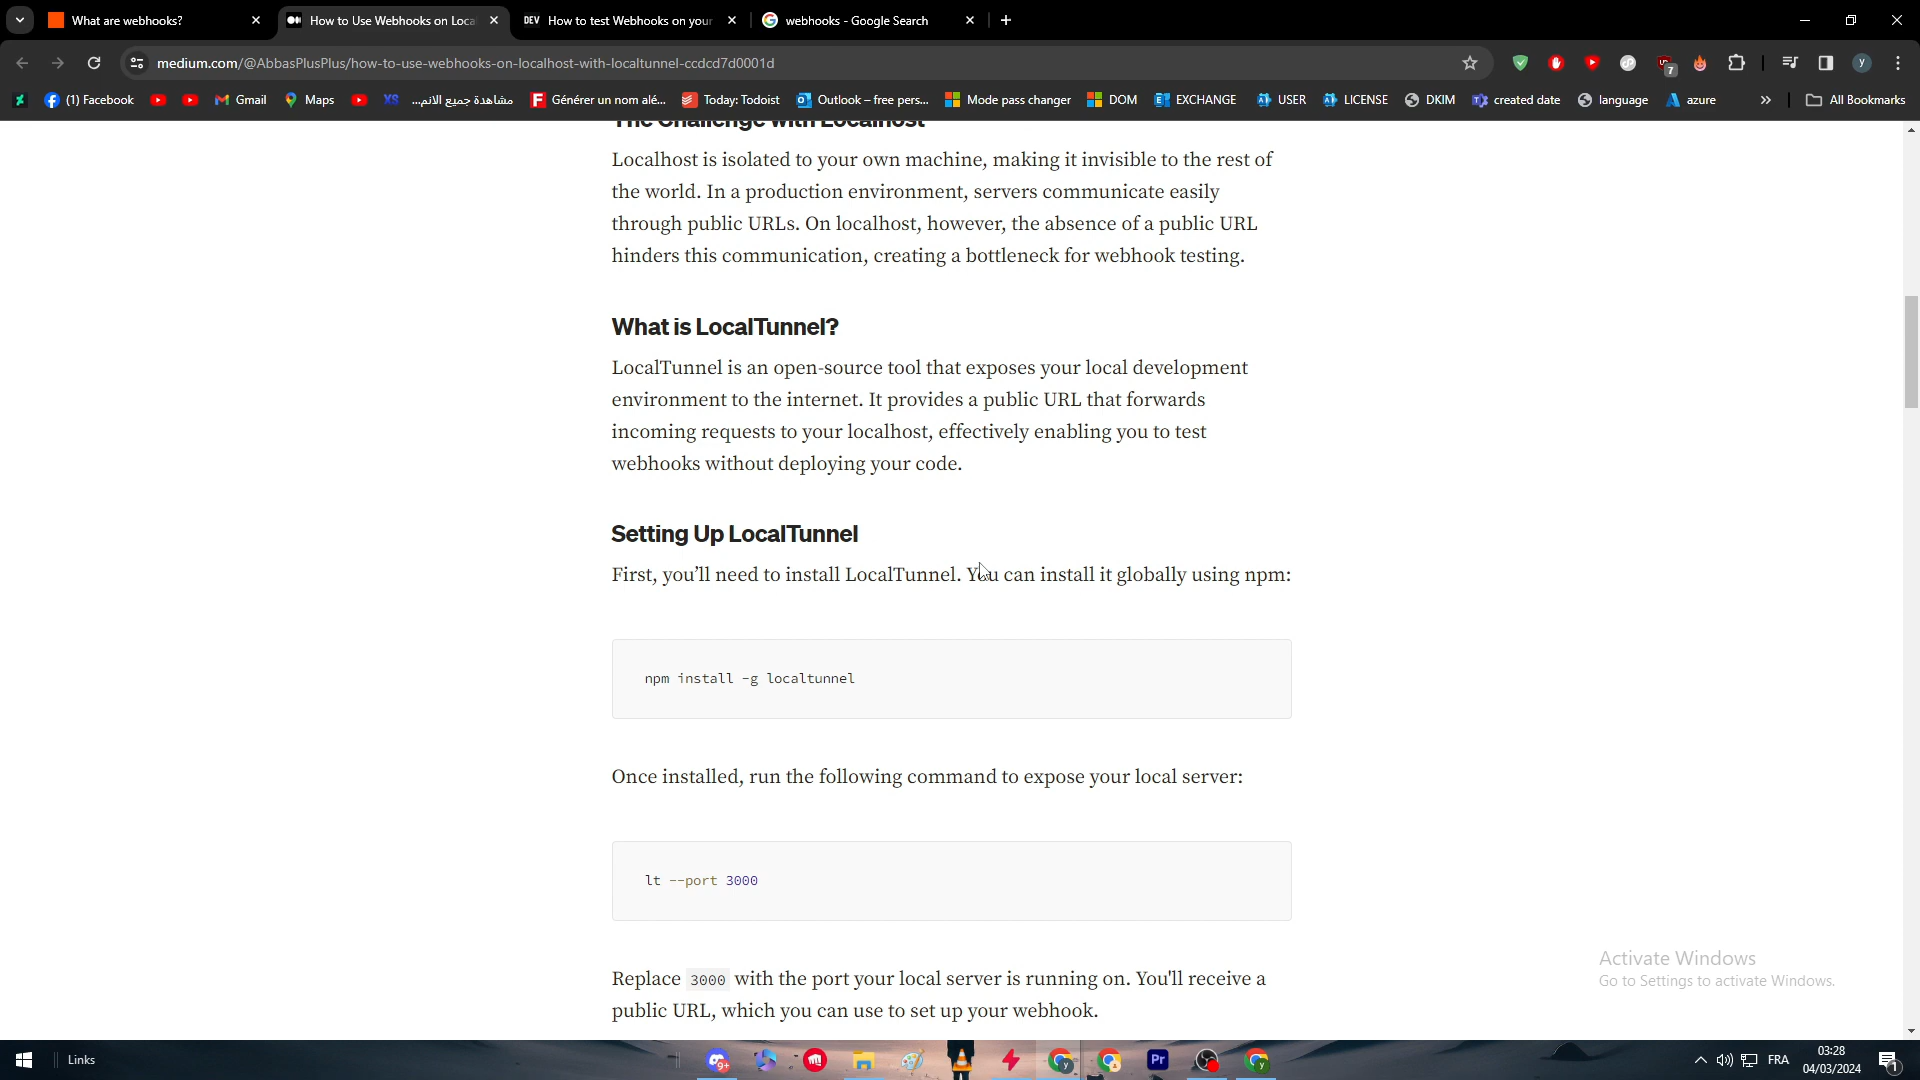 What are webhooks?
How to Use Webhooks on Loca
How to test Webhooks on your
webhooks - Google Search
medium.com/@AbbasPlusPlus/how-to-use-webhooks-on-localhost-with-localtunnel-ccdcd7d0001d
7
(1) Facebook
Gmail
Maps
XS
مشاهدة جميع الانم...
Générer un nom alé...
Today: Todoist
Outlook – free pers...
Mode pass changer
DOM
EXCHANGE
USER
LICENSE
DKIM
created date
language
azure
All Bookmarks
The Challenge with Localhost
Localhost is isolated to your own machine, making it invisible to the rest of
the world. In a production environment, servers communicate easily
through public URLs. On localhost, however, the absence of a public URL
hinders this communication, creating a bottleneck for webhook testing.
What is LocalTunnel?
LocalTunnel is an open-source tool that exposes your local development
environment to the internet. It provides a public URL that forwards
incoming requests to your localhost, effectively enabling you to test
webhooks without deploying your code.
Setting Up LocalTunnel
First, you’ll need to install LocalTunnel. You can install it globally using npm:
npm install -g localtunnel
Once installed, run the following command to expose your local server:
lt --port 3000
Replace 3000 with the port your local server is running on. You'll receive a
public URL, which you can use to set up your webhook.
Activate Windows
Go to Settings to activate Windows.
Links
FRA
03:28
04/03/2024